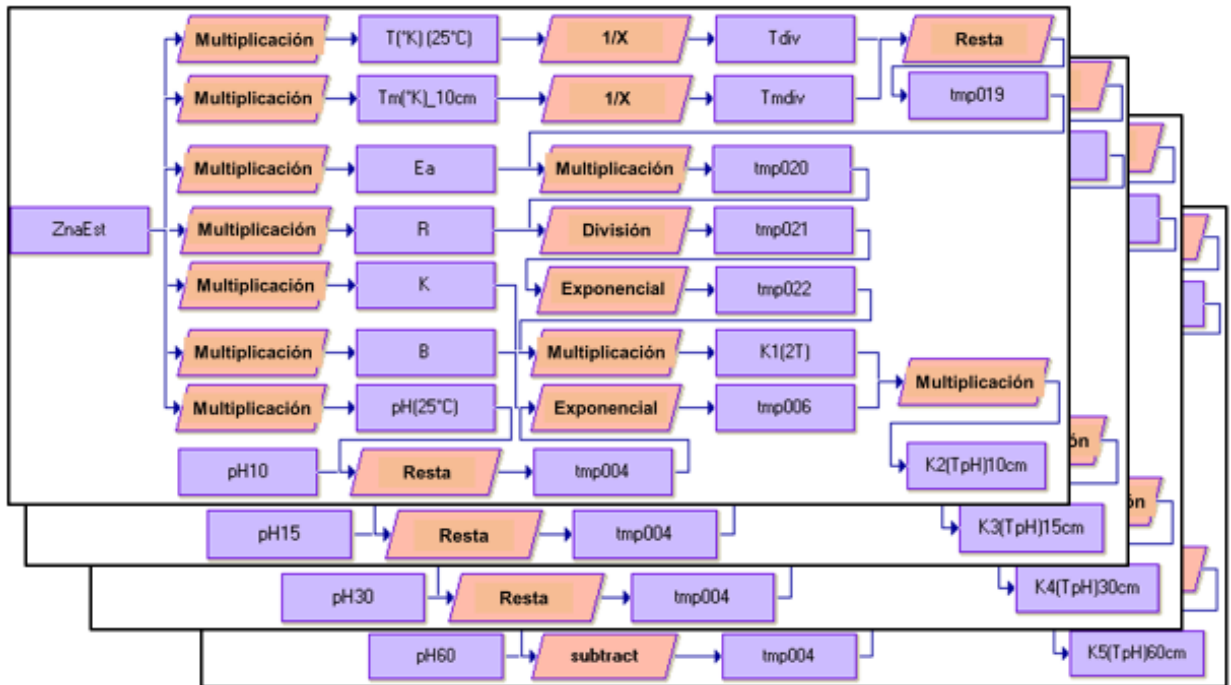 Multiplicación T(°K) (25°C) 1/X Tdiv Resta
Multiplicación Tm(°K)_10cm 1/X Tmdiv tmp019
Multiplicación Ea Multiplicación tmp020
ZnaEst Multiplicación R División tmp021
Multiplicación K Exponencial tmp022
Multiplicación B Multiplicación K1(2T)
Multiplicación
Multiplicación pH(25°C) Exponencial tmp006
ón
pH10 Resta tmp004 K2(TpH)10cm
ón
pH15 Resta tmp004 K3(TpH)15cm
pH30 Resta tmp004 K4(TpH)30cm
pH60 subtract tmp004 K5(TpH)60cm